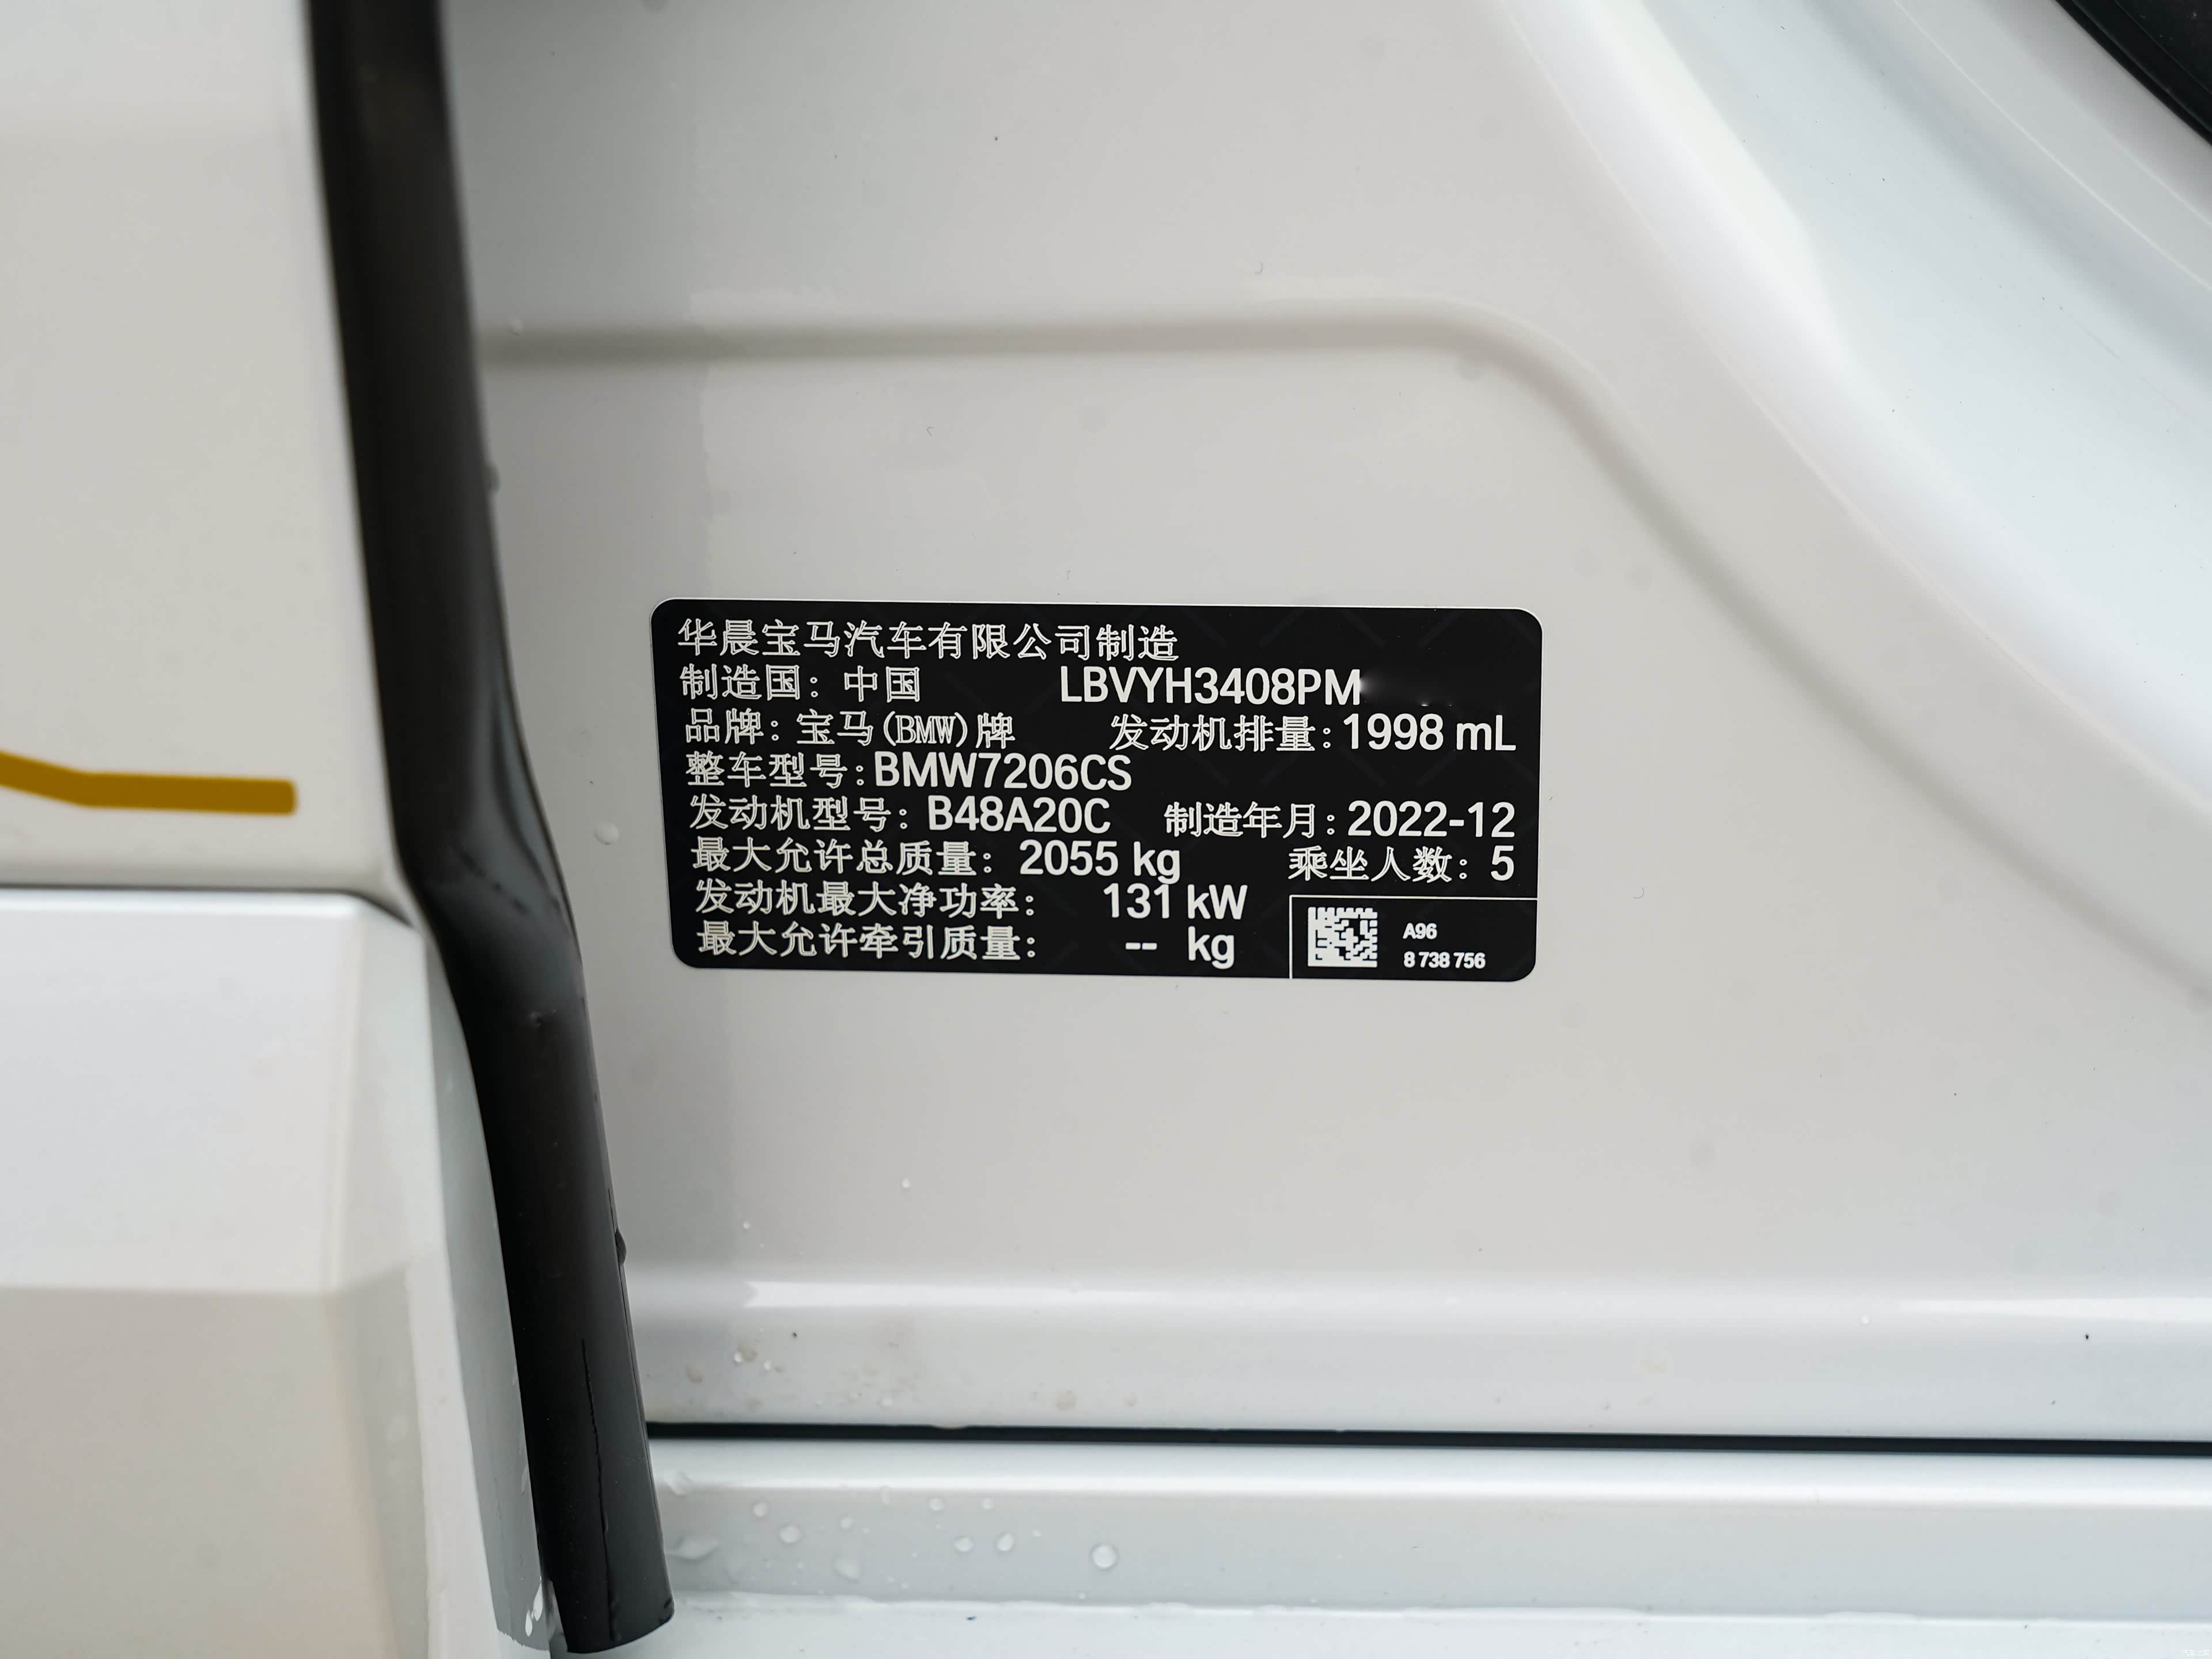 华晨宝马汽车有限公司制造
制造国：中国 LBVYH3408PM
品牌：宝马(BMW)牌 发动机排量：1998 mL
整车型号：BMW7206CS
发动机型号：B48A20C 制造年月：2022-12
最大允许总质量：2055 kg 乘坐人数：5
发动机最大净功率：131 kW
最大允许牵引质量：-- kg
A96
8 738 756